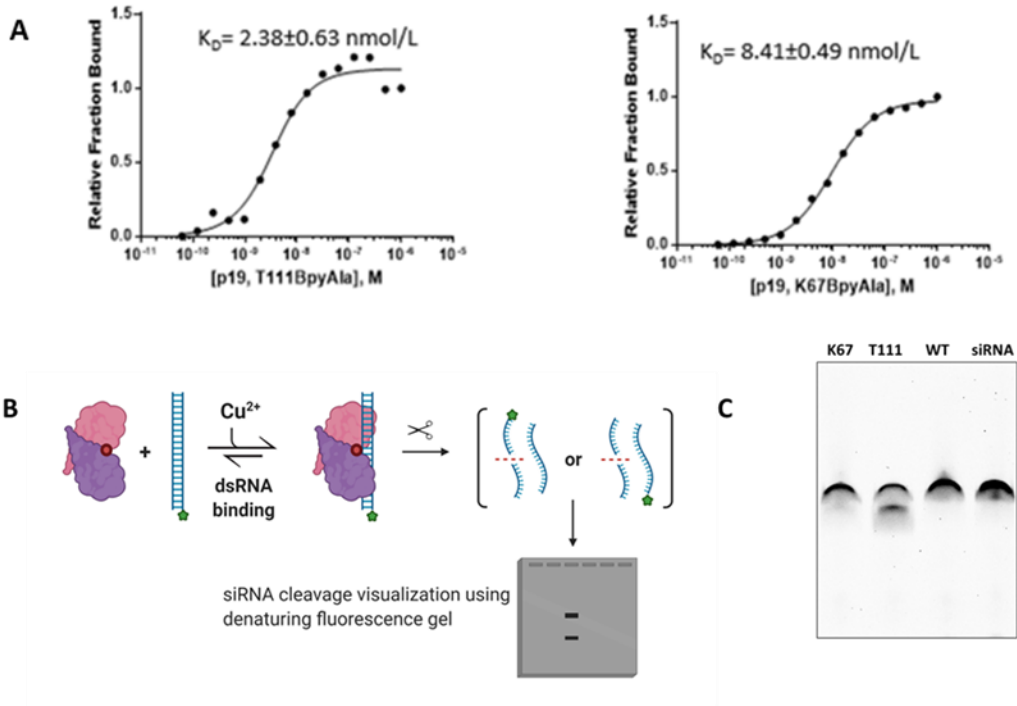 A
K_D= 2.38±0.63 nmol/L
Relative Fraction Bound
1.5
1.0
0.5
0.0
10⁻¹¹ 10⁻¹⁰ 10⁻⁹ 10⁻⁸ 10⁻⁷ 10⁻⁶ 10⁻⁵
[p19, T111BpyAla], M
K_D= 8.41±0.49 nmol/L
Relative Fraction Bound
1.5
1.0
0.5
0.0
10⁻¹¹ 10⁻¹⁰ 10⁻⁹ 10⁻⁸ 10⁻⁷ 10⁻⁶ 10⁻⁵
[p19, K67BpyAla], M
B
+
Cu²⁺
dsRNA
binding
or
siRNA cleavage visualization using
denaturing fluorescence gel
C
K67 T111 WT siRNA